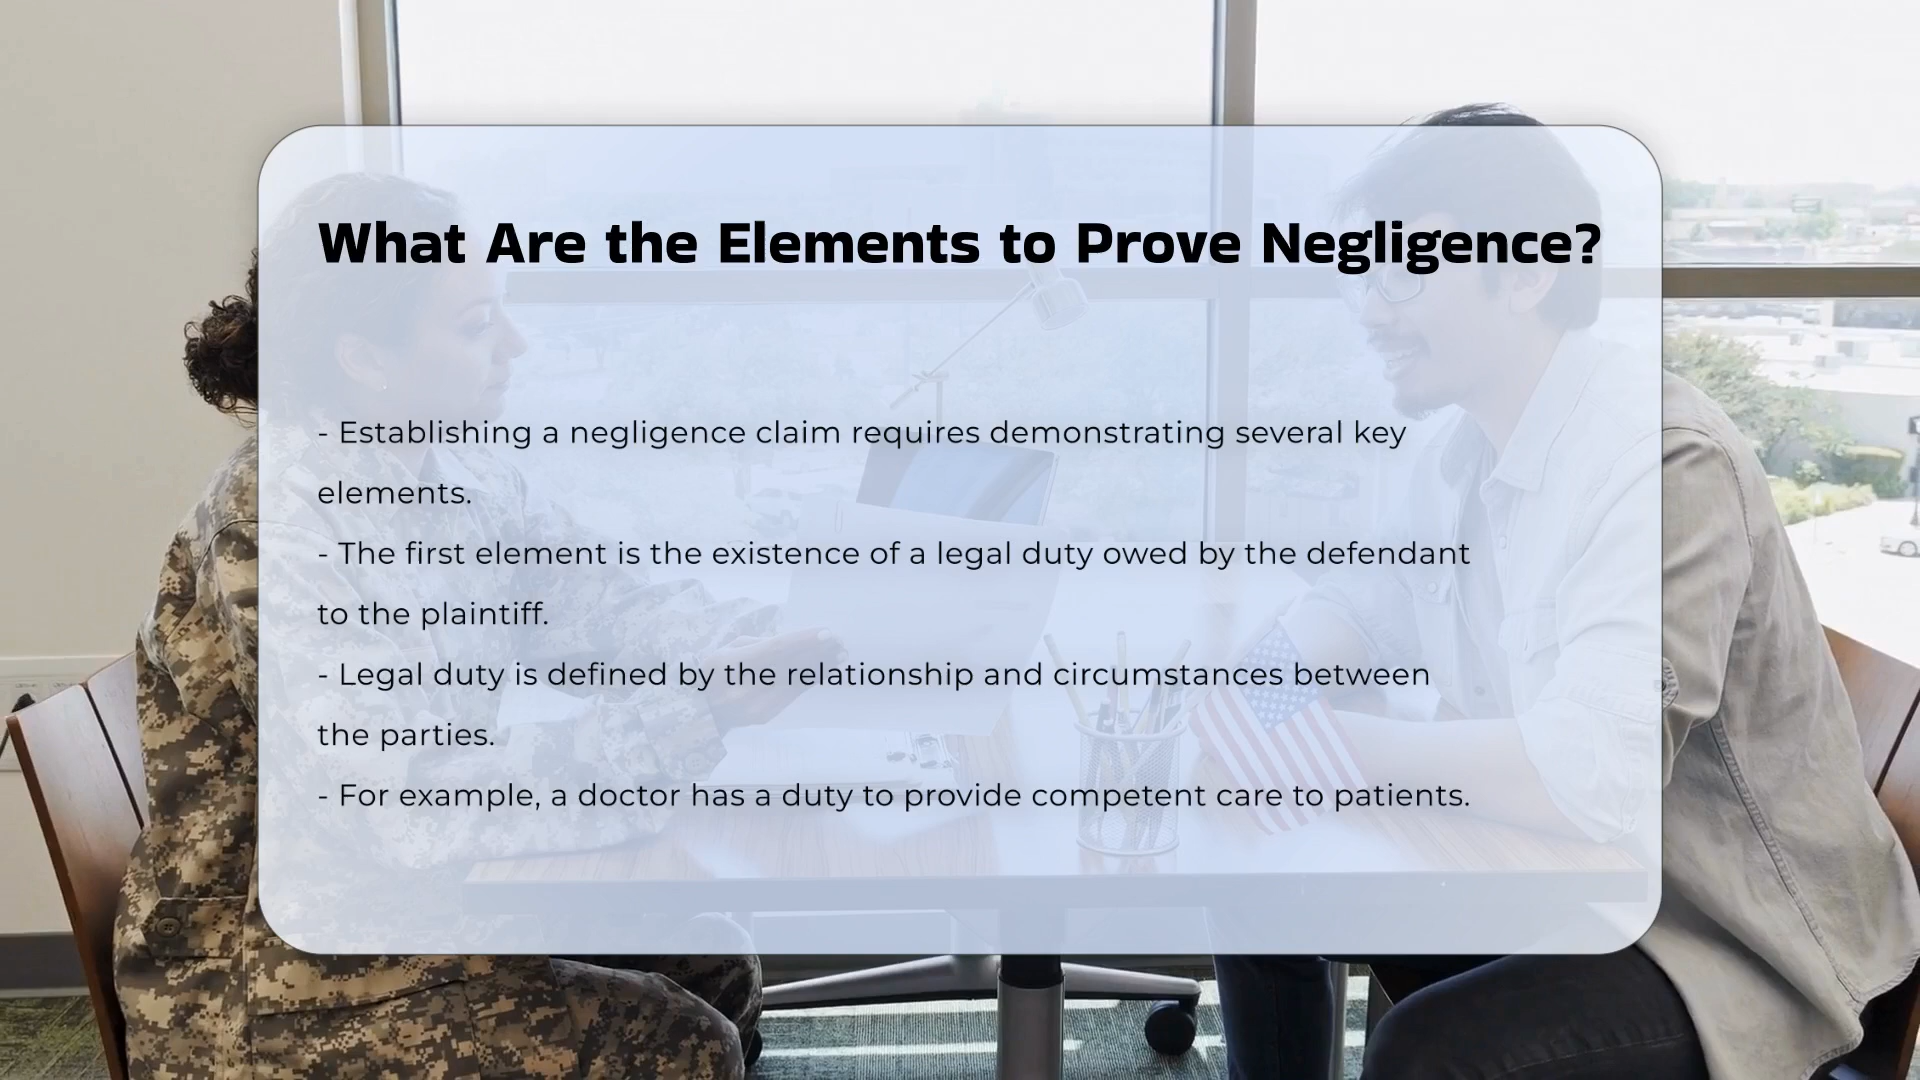 What Are the Elements to Prove Negligence?
- Establishing a negligence claim requires demonstrating several key
elements.
- The first element is the existence of a legal duty owed by the defendant
to the plaintiff.
- Legal duty is defined by the relationship and circumstances between
the parties.
- For example, a doctor has a duty to provide competent care to patients.